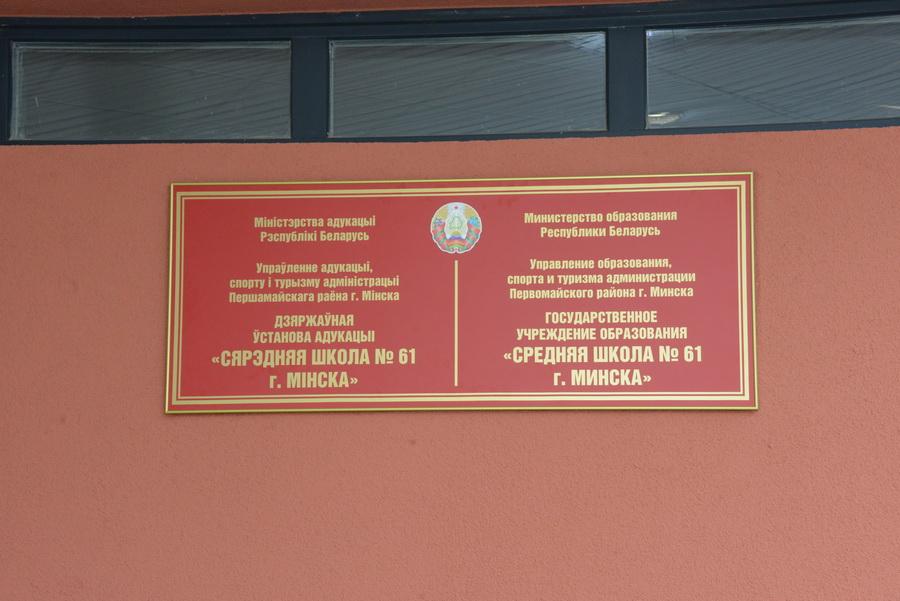 Міністэрства адукацыі
Рэспублікі Беларусь
Упраўленне адукацыі,
спорту і турызму адміністрацыі
Першамайскага раёна г. Мінска
ДЗЯРЖАЎНАЯ
ЎСТАНОВА АДУКАЦЫІ
«СЯРЭДНЯЯ ШКОЛА № 61
г. МІНСКА»
Министерство образования
Республики Беларусь
Управление образования,
спорта и туризма администрации
Первомайского района г. Минска
ГОСУДАРСТВЕННОЕ
УЧРЕЖДЕНИЕ ОБРАЗОВАНИЯ
«СРЕДНЯЯ ШКОЛА № 61
г. МИНСКА»